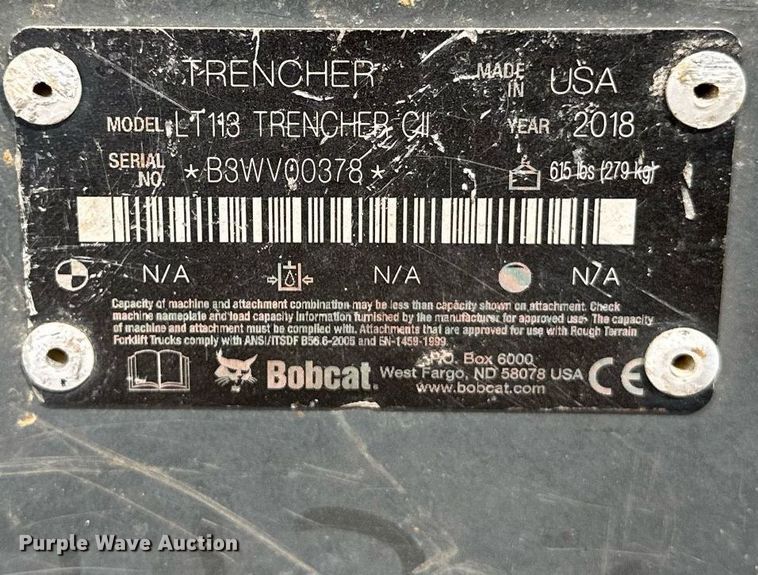 TRENCHER MADE IN USA
MODEL LT113 TRENCHER CII YEAR 2018
SERIAL NO. *B3WV00378* 615 lbs (279 kg)
N/A N/A N/A
Capacity of machine and attachment combination may be less than capacity shown on attachment. Check
machine nameplate and load capacity information furnished by the manufacturer for approved use. The capacity
of machine and attachment must be complied with. Attachments that are approved for use with Rough Terrain
Forklift Trucks comply with ANSI/ITSDF B56.6-2005 and EN-1459-1999.
Bobcat. P.O. Box 6000
West Fargo, ND 58078 USA
www.bobcat.com
CE
Purple Wave Auction